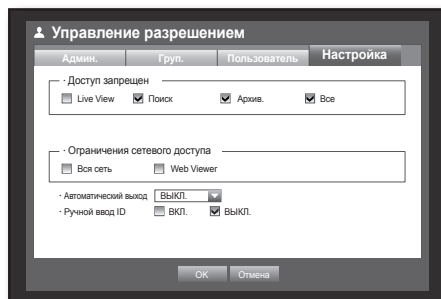 Управление разрешением
Админ. Груп. Пользователь Настройка
· Доступ запрещен
Live View Поиск Архив. Все
· Ограничения сетевого доступа
Вся сеть Web Viewer
· Автоматический выход ВЫКЛ.
· Ручной ввод ID ВКЛ. ВЫКЛ.
OK Отмена